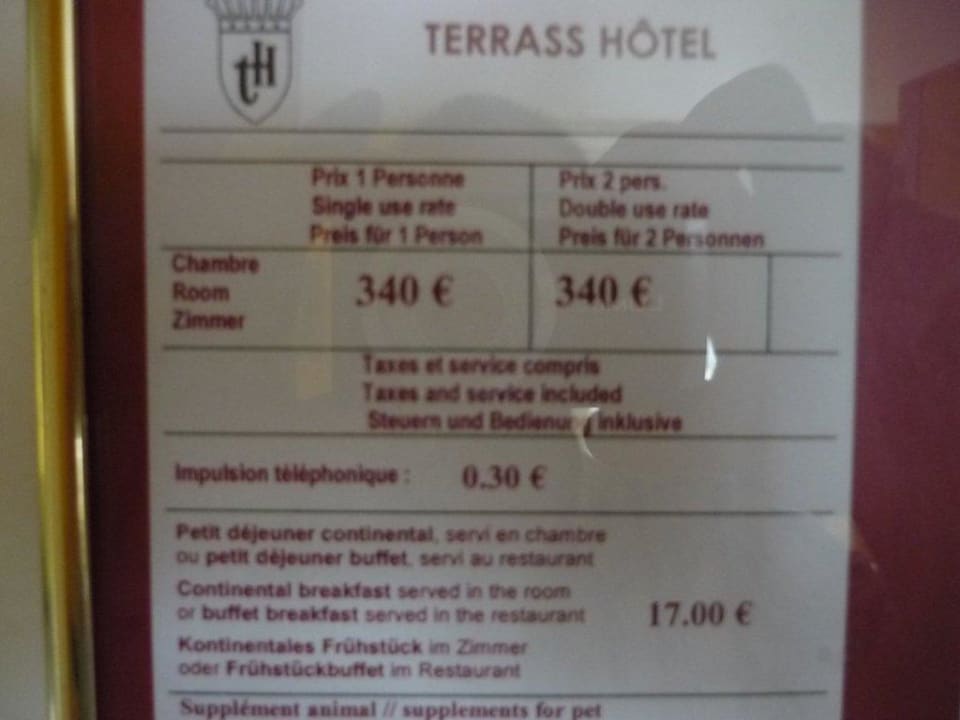 tH
TERRASS HÔTEL
Prix 1 Personne
Single use rate
Preis für 1 Person
Prix 2 pers.
Double use rate
Preis für 2 Personnen
Chambre
Room
Zimmer
340 €
340 €
Taxes et service compris
Taxes and service included
Steuern und Bedienung inklusive
Impulsion téléphonique : 0.30 €
Petit déjeuner continental, servi en chambre
ou petit déjeuner buffet, servi au restaurant
Continental breakfast served in the room
or buffet breakfast served in the restaurant 17.00 €
Kontinentales Frühstück im Zimmer
oder Frühstückbuffet im Restaurant
Supplément animal // supplements for pet